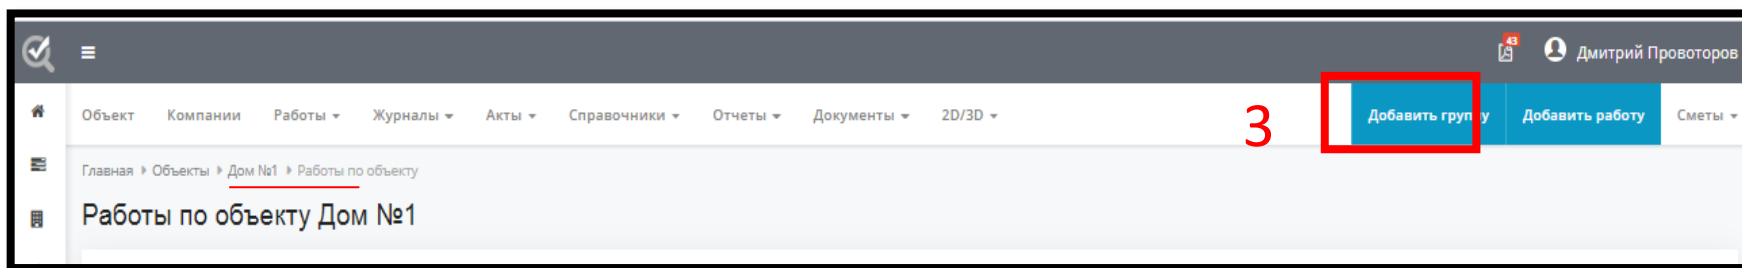 43 Дмитрий Провоторов
Объект Компании Работы Журналы Акты Справочники Отчеты Документы 2D/3D 3 Добавить группу Добавить работу Сметы
Главная Объекты Дом №1 Работы по объекту
Работы по объекту Дом №1